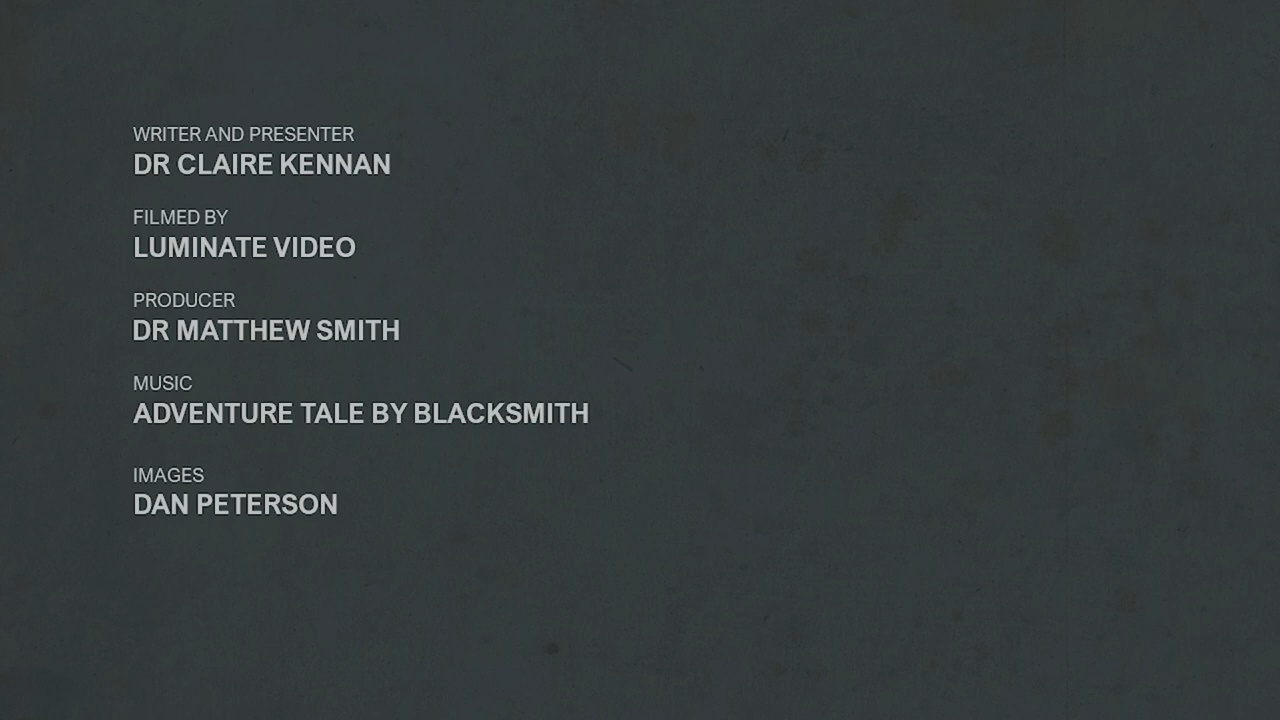 WRITER AND PRESENTER
DR CLAIRE KENNAN
FILMED BY
LUMINATE VIDEO
PRODUCER
DR MATTHEW SMITH
MUSIC
ADVENTURE TALE BY BLACKSMITH
IMAGES
DAN PETERSON